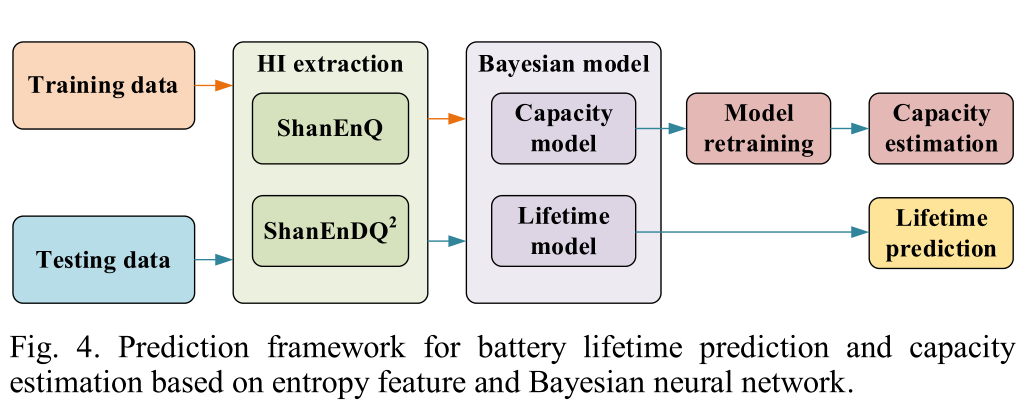 Training data
HI extraction
ShanEnQ
ShanEnDQ²
Testing data
Bayesian model
Capacity
model
Lifetime
model
Model
retraining
Capacity
estimation
Lifetime
prediction
Fig. 4. Prediction framework for battery lifetime prediction and capacity
estimation based on entropy feature and Bayesian neural network.